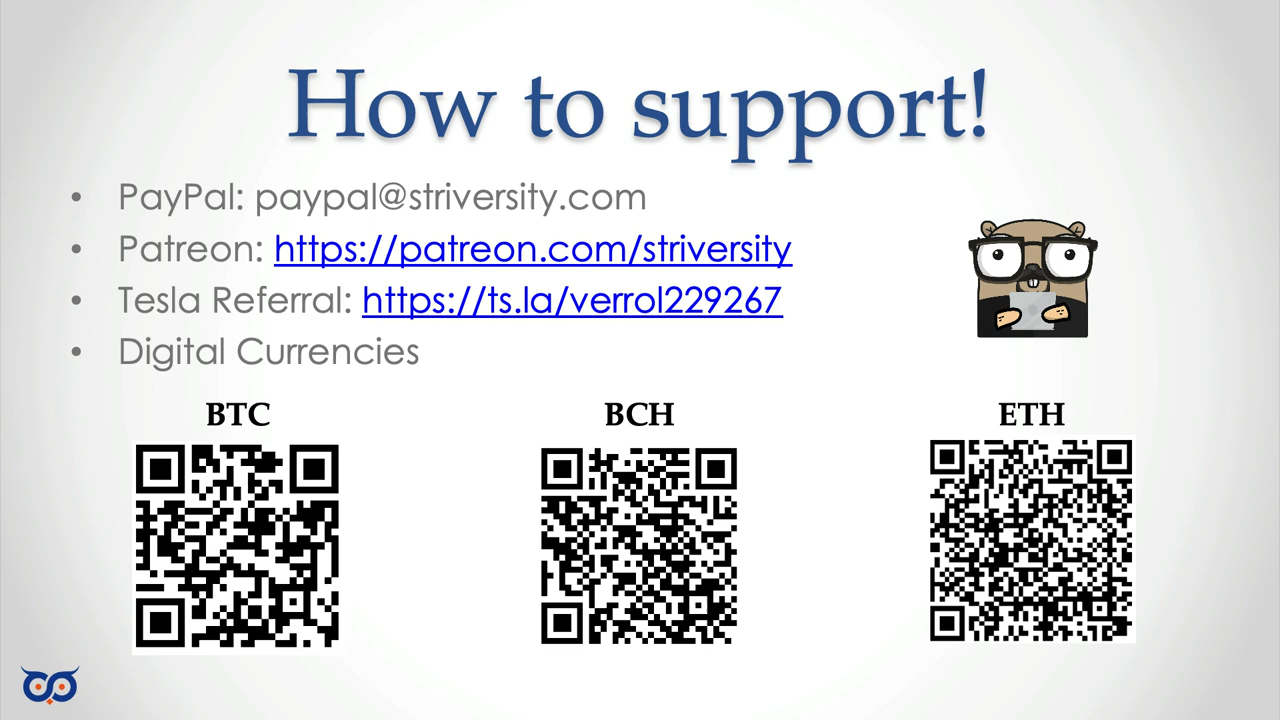 How to support!
• PayPal: paypal@striversity.com
• Patreon: https://patreon.com/striversity
• Tesla Referral: https://ts.la/verrol229267
• Digital Currencies
BTC BCH ETH